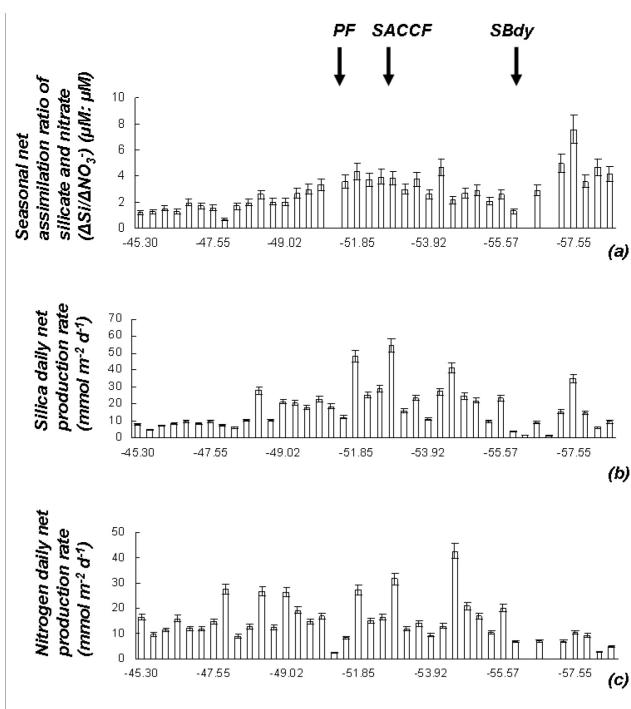 PF SACCF SBdy
Seasonal net
assimilation ratio of
silicate and nitrate
(ΔSi/ΔNO3-) (μM: μM)
10
8
6
4
2
0
-45.30 -47.55 -49.02 -51.85 -53.92 -55.57 -57.55
(a)
Silica daily net
production rate
(mmol m-2 d-1)
70
60
50
40
30
20
10
0
-45.30 -47.55 -49.02 -51.85 -53.92 -55.57 -57.55
(b)
Nitrogen daily net
production rate
(mmol m-2 d-1)
50
40
30
20
10
0
-45.30 -47.55 -49.02 -51.85 -53.92 -55.57 -57.55
(c)